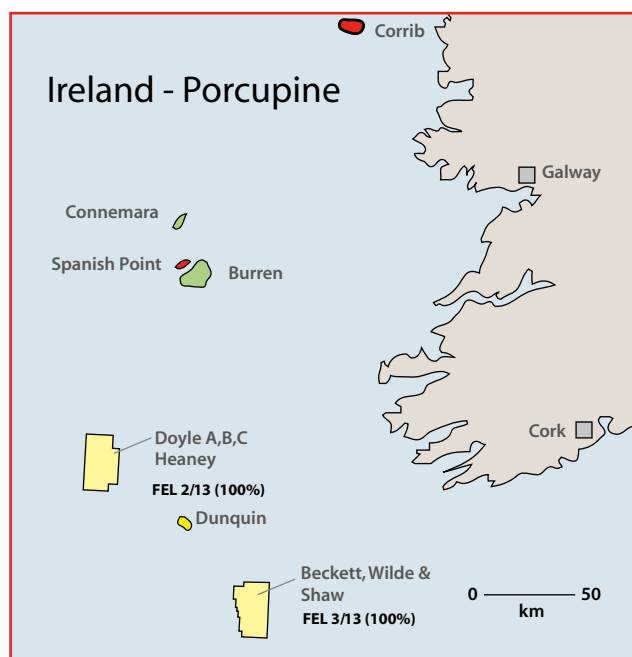 Corrib
Ireland - Porcupine
Galway
Connemara
Spanish Point
Burren
Doyle A,B,C
Heaney
FEL 2/13 (100%)
Cork
Dunquin
Beckett, Wilde &
Shaw
FEL 3/13 (100%)
0 50
km